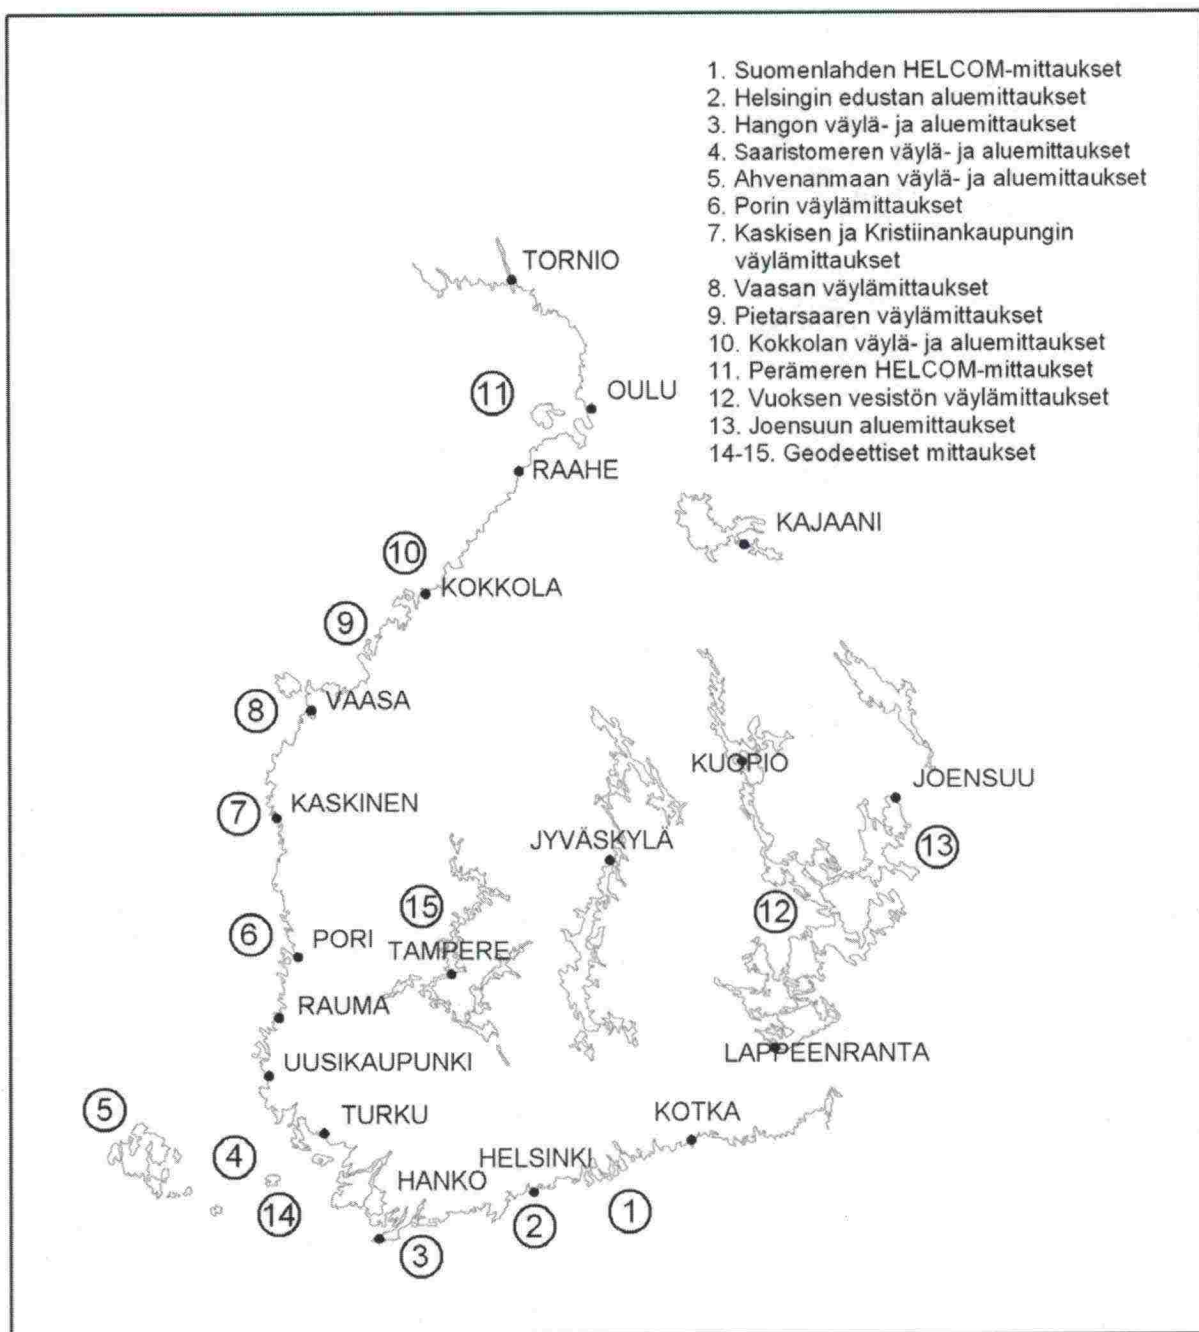 1. Suomenlahden HELCOM-mittaukset
2. Helsingin edustan aluemittaukset
3. Hangon väylä- ja aluemittaukset
4. Saaristomeren väylä- ja aluemittaukset
5. Ahvenanmaan väylä- ja aluemittaukset
6. Porin väylämittaukset
7. Kaskisen ja Kristiinankaupungin
väylämittaukset
8. Vaasan väylämittaukset
9. Pietarsaaren väylämittaukset
10. Kokkolan väylä- ja aluemittaukset
11. Perämeren HELCOM-mittaukset
12. Vuoksen vesistön väylämittaukset
13. Joensuun aluemittaukset
14-15. Geodeettiset mittaukset
TORNIO
11
OULU
RAAHE
KAJAANI
10
KOKKOLA
9
8
VAASA
KUOPIO
JOENSUU
7
KASKINEN
JYVÄSKYLÄ
13
15
12
6
PORI
TAMPERE
RAUMA
LAPPEENRANTA
UUSIKAUPUNKI
5
TURKU
KOTKA
4
HELSINKI
HANKO
14
2
1
3